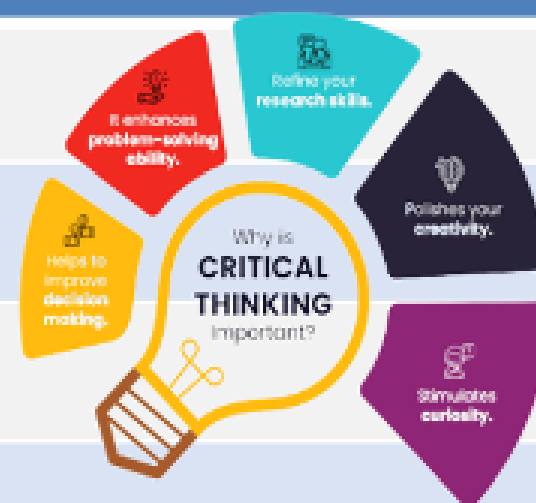 Why is
CRITICAL
THINKING
Important?
Helps to
improve
decision
making.
It enhances
problem-solving
ability.
Refine your
research skills.
Polishes your
creativity.
Stimulates
curiosity.